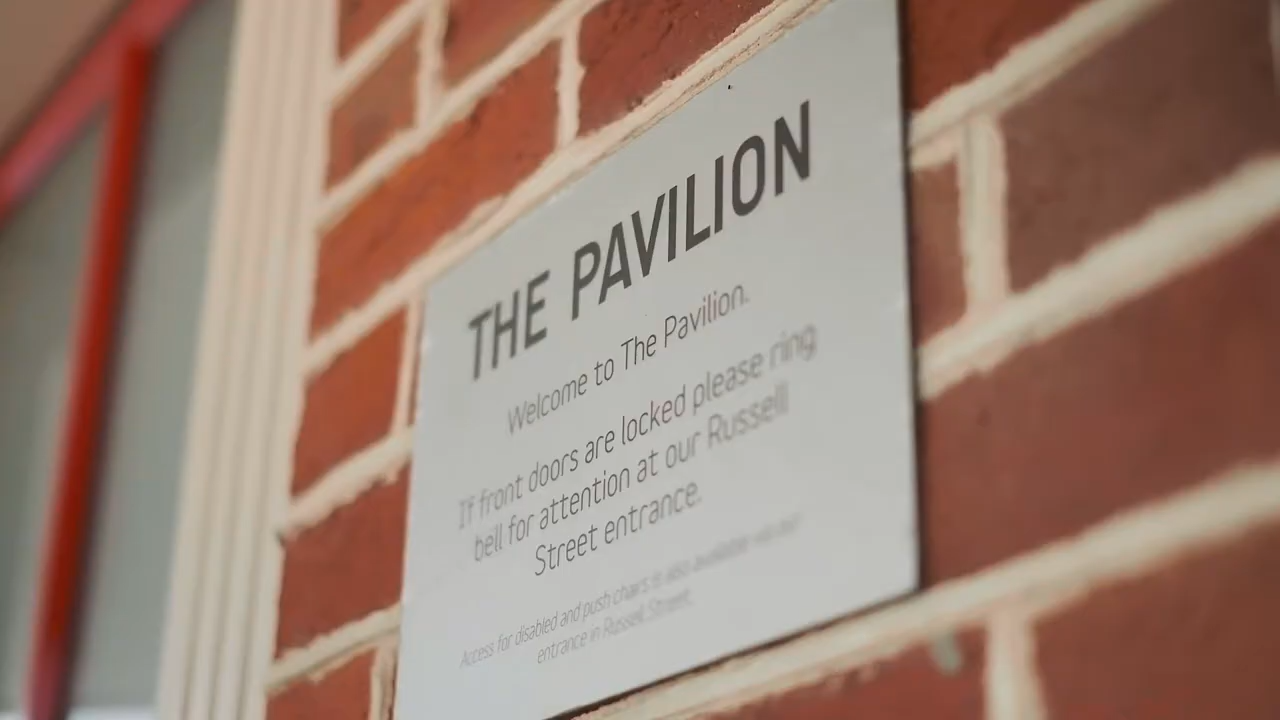 THE PAVILION
Welcome to The Pavilion.
If front doors are locked please ring
bell for attention at our Russell
Street entrance.
Access for disabled and push chairs is also available via our
entrance in Russell Street.